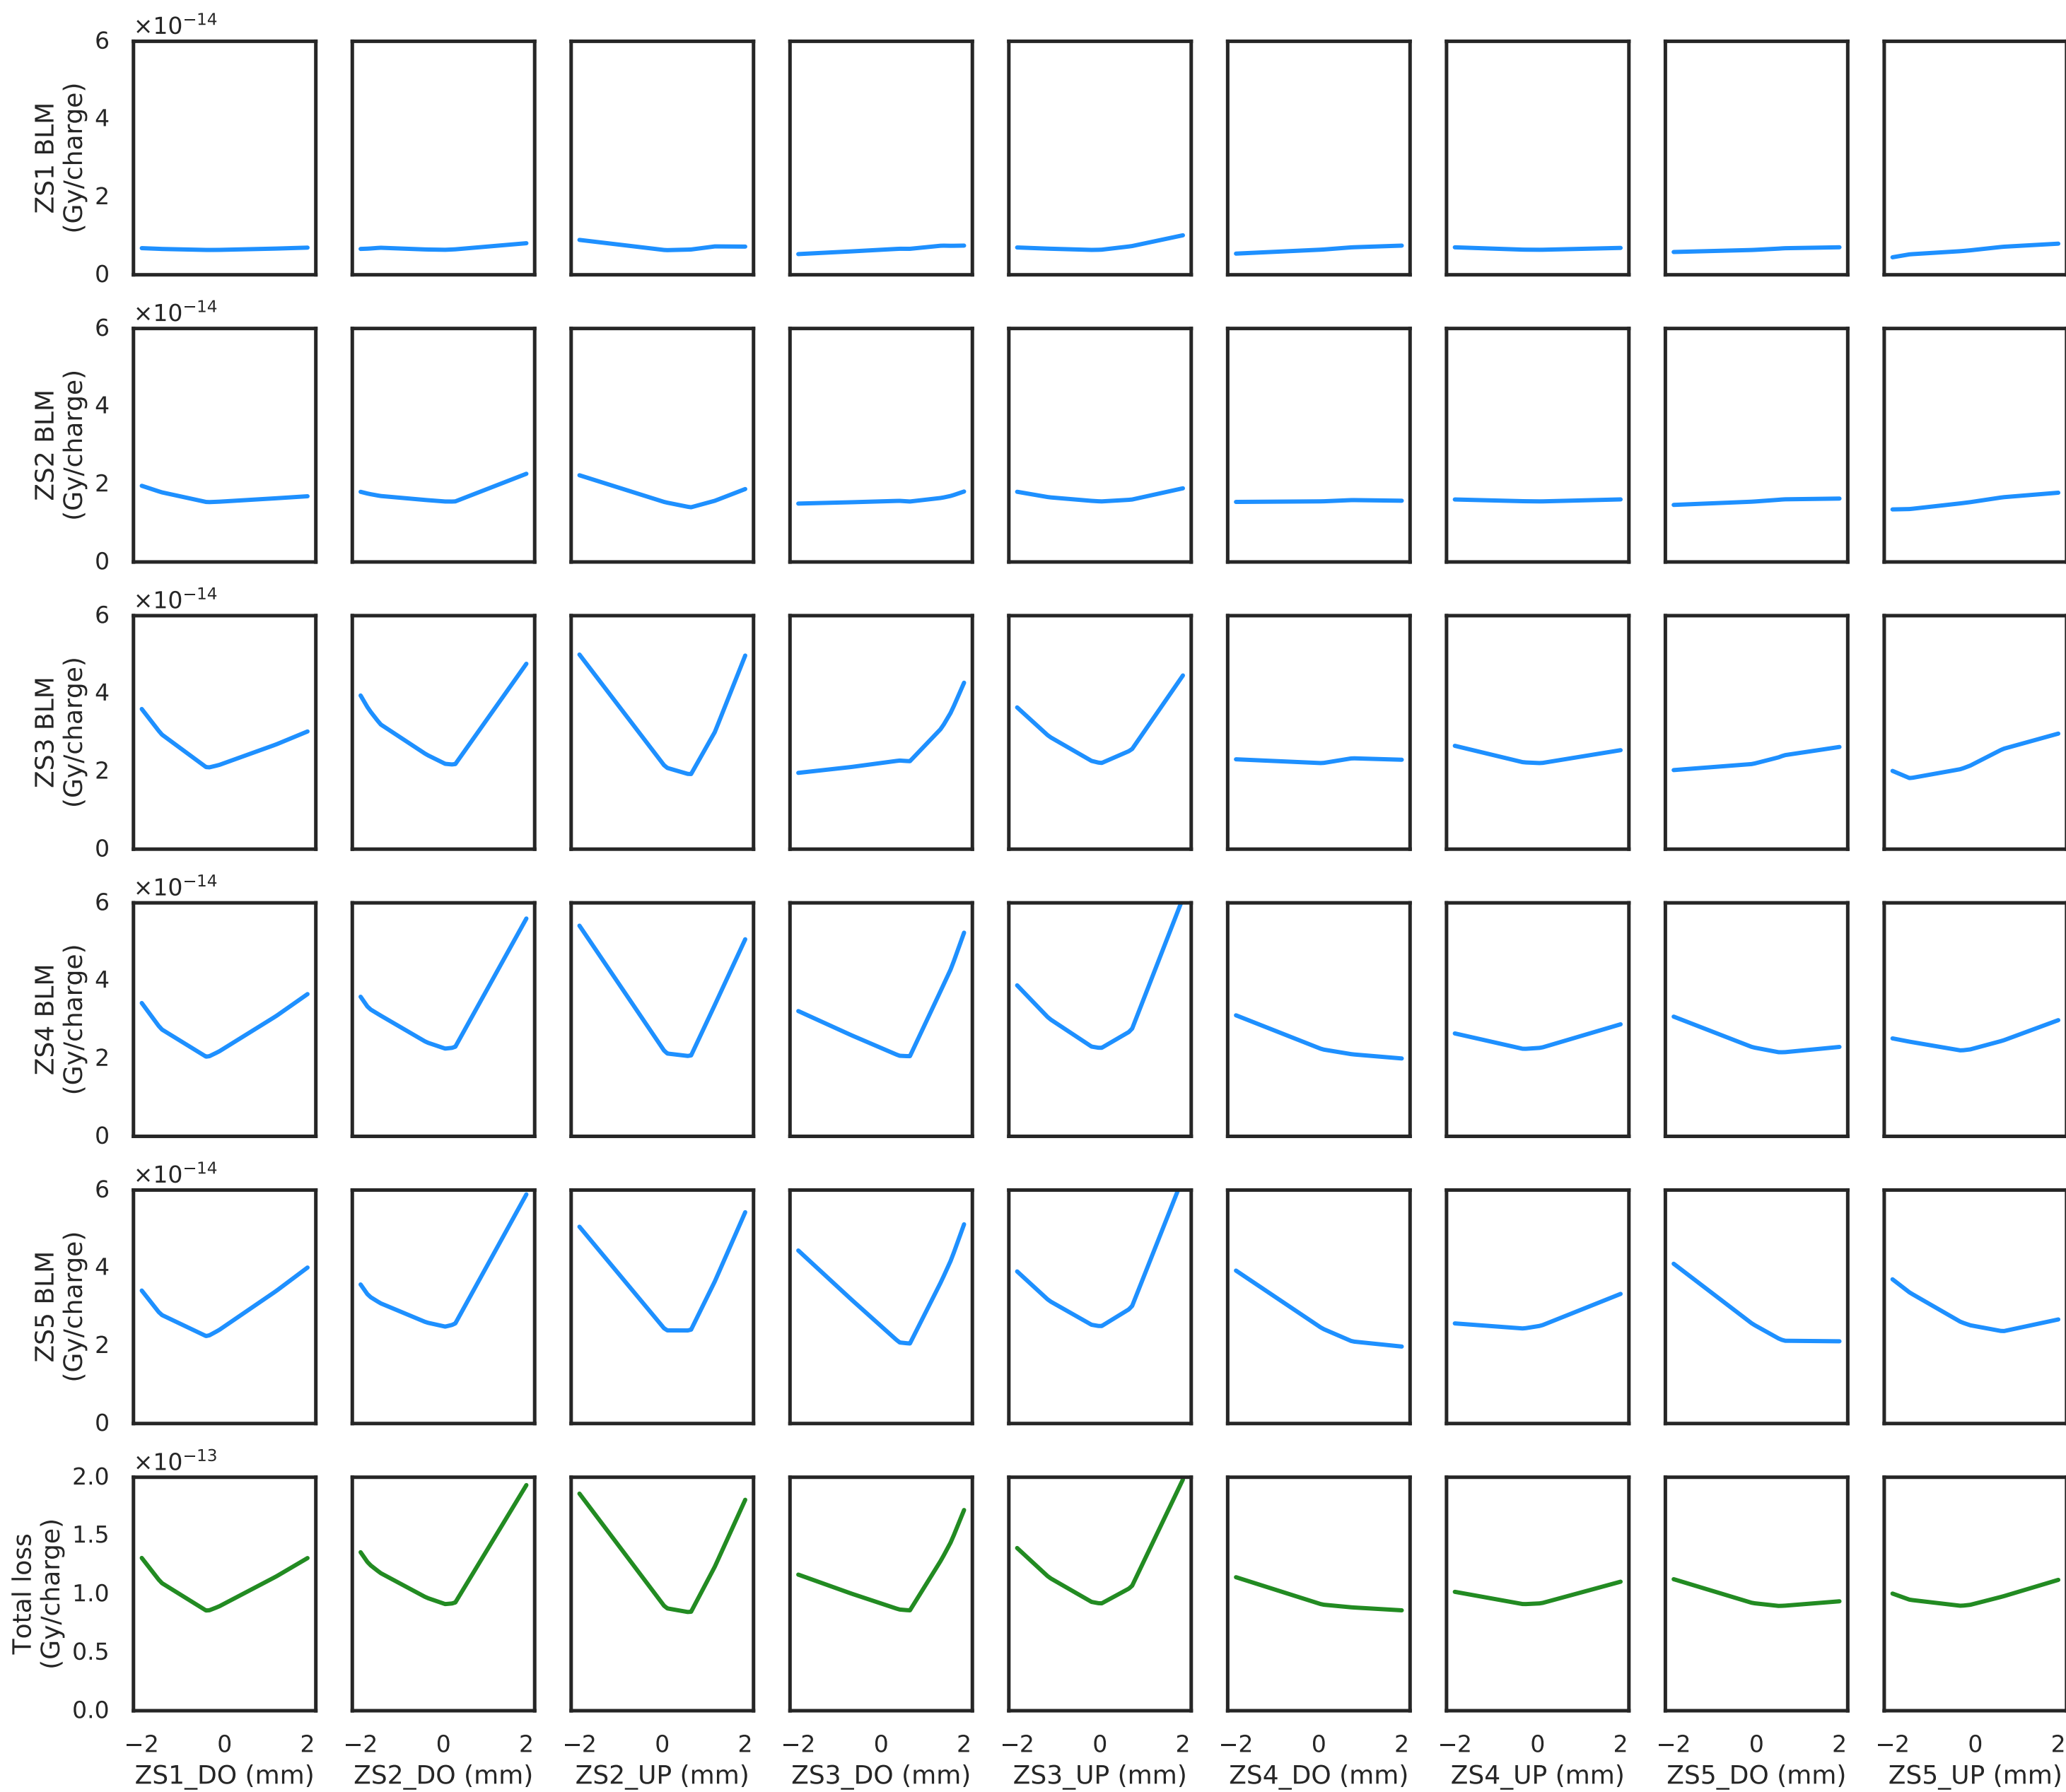 ×10−14
6
4
2
0
ZS1 BLM
(Gy/charge)
×10−14
6
4
2
0
ZS2 BLM
(Gy/charge)
×10−14
6
4
2
0
ZS3 BLM
(Gy/charge)
×10−14
6
4
2
0
ZS4 BLM
(Gy/charge)
×10−14
6
4
2
0
ZS5 BLM
(Gy/charge)
×10−13
2.0
1.5
1.0
0.5
0.0
Total loss
(Gy/charge)
−2 0 2 −2 0 2 −2 0 2 −2 0 2 −2 0 2 −2 0 2 −2 0 2 −2 0 2 −2 0 2
ZS1_DO (mm) ZS2_DO (mm) ZS2_UP (mm) ZS3_DO (mm) ZS3_UP (mm) ZS4_DO (mm) ZS4_UP (mm) ZS5_DO (mm) ZS5_UP (mm)